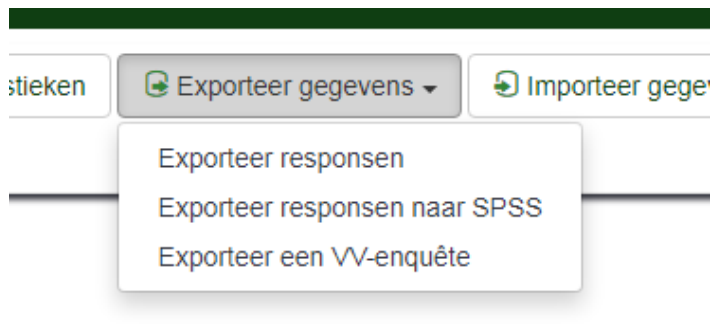 stieken
Exporteer gegevens
Importeer gege
Exporteer responsen
Exporteer responsen naar SPSS
Exporteer een VV-enquête